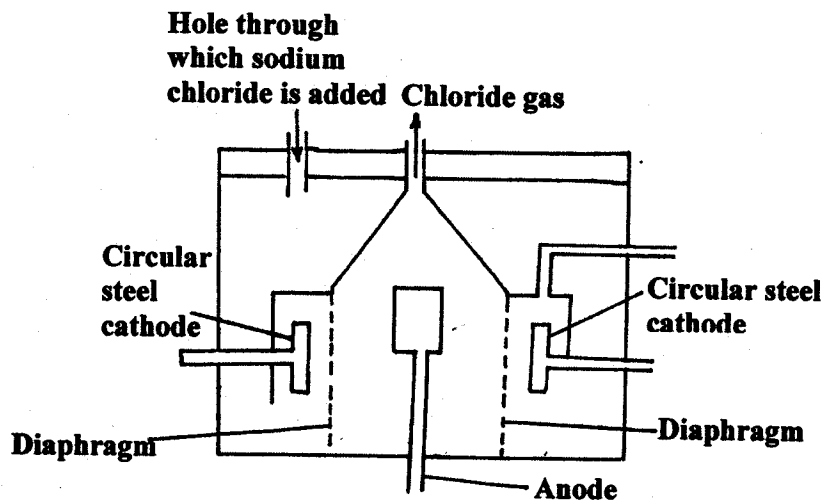 Hole through
which sodium
chloride is added
Chloride gas
Circular
steel
cathode
Circular steel
cathode
Diaphragm
Diaphragm
Anode